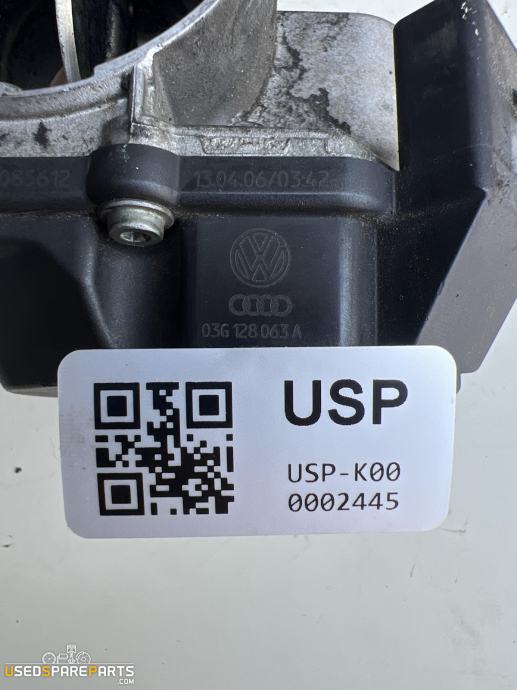 085612
13.04.06/03:42
03G 128 063 A
USP
USP-K00
0002445
USEDSPAREPARTS
.COM